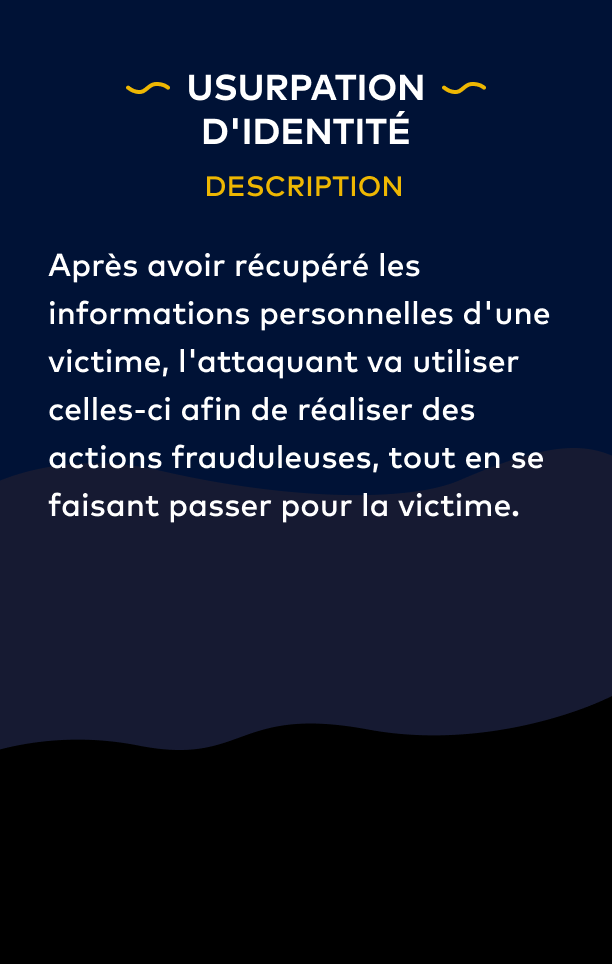 USURPATION
D'IDENTITÉ
DESCRIPTION
Après avoir récupéré les
informations personnelles d'une
victime, l'attaquant va utiliser
celles-ci afin de réaliser des
actions frauduleuses, tout en se
faisant passer pour la victime.